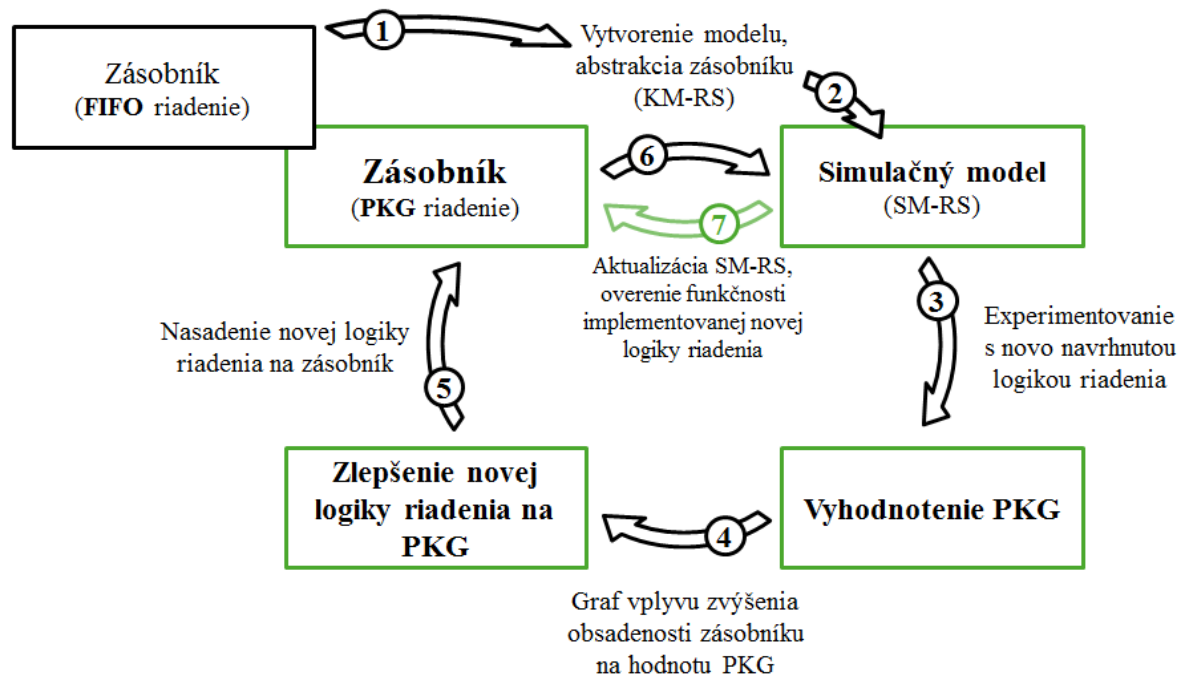 1
Zásobník
(FIFO riadenie)
Vytvorenie modelu,
abstrakcia zásobníku
(KM-RS)
2
Zásobník
(PKG riadenie)
6
7
Simulačný model
(SM-RS)
Aktualizácia SM-RS,
overenie funkčnosti
implementovanej novej
logiky riadenia
3
Experimentovanie
s novo navrhnutou
logikou riadenia
Nasadenie novej logiky
riadenia na zásobník
5
Zlepšenie novej
logiky riadenia na
PKG
4
Vyhodnotenie PKG
Graf vplyvu zvýšenia
obsadenosti zásobníku
na hodnotu PKG